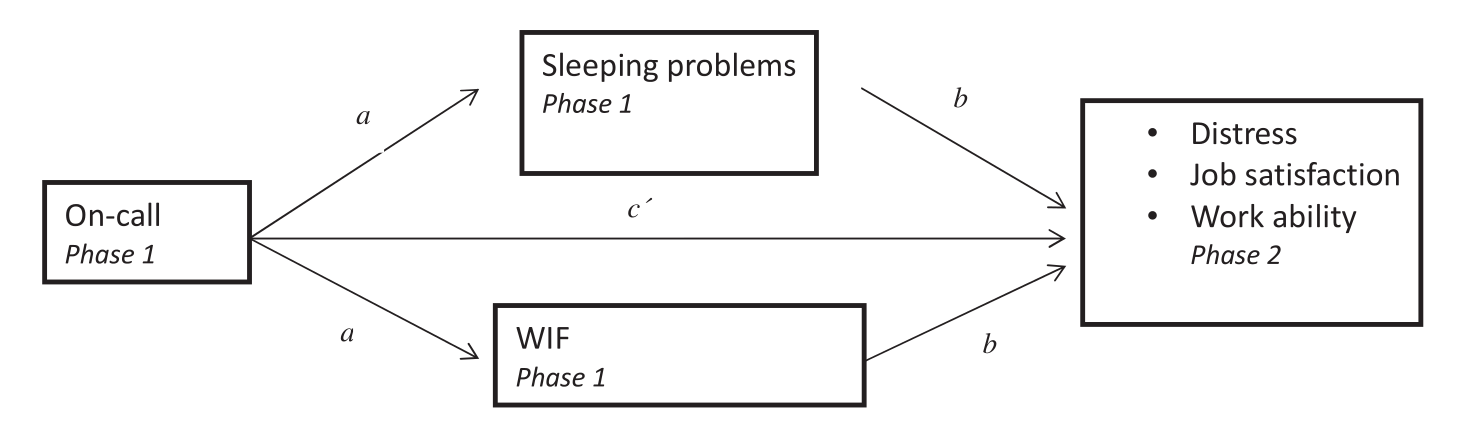 Sleeping problems
Phase 1
a
b
• Distress
• Job satisfaction
• Work ability
Phase 2
On-call
Phase 1
c´
a
WIF
Phase 1
b